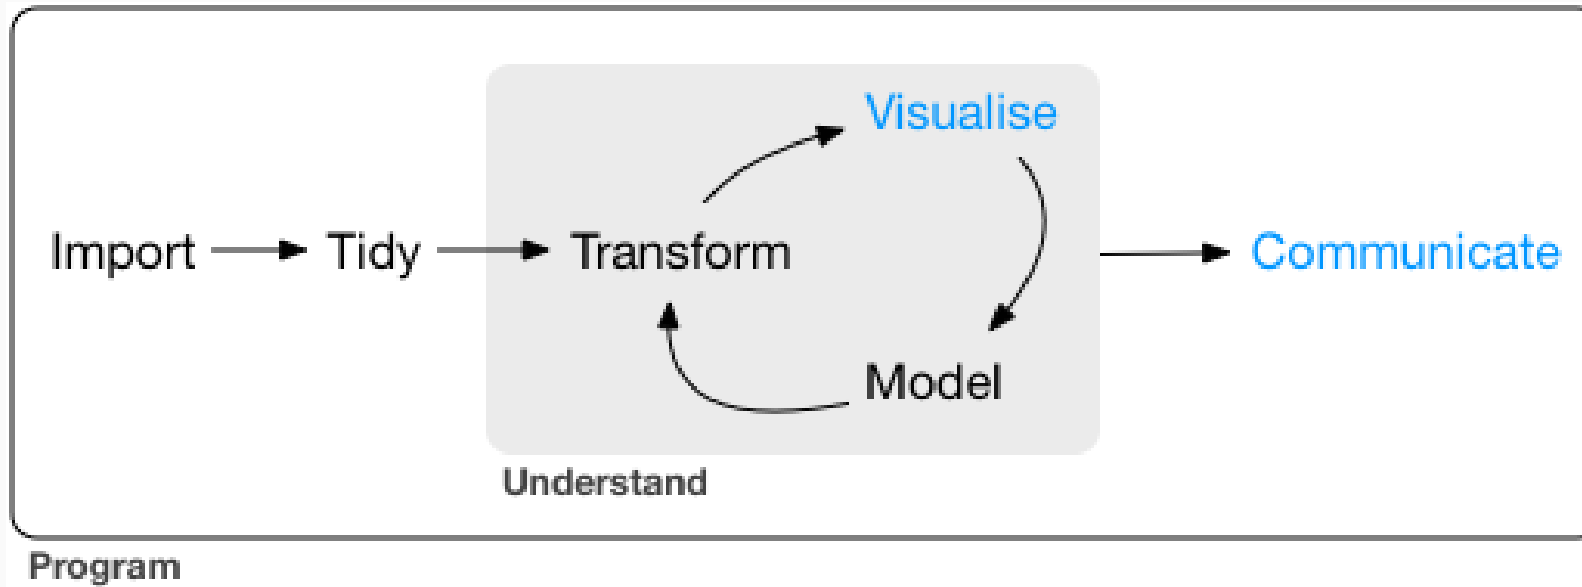 Visualise
Import
Tidy
Transform
Communicate
Model
Understand
Program